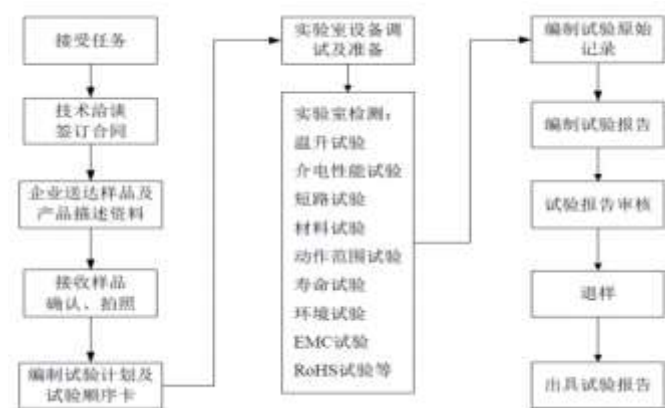 接受任务
技术洽谈
签订合同
企业送达样品及
产品描述资料
接收样品
确认、拍照
编制试验计划及
试验顺序卡
实验室设备调
试及准备
实验室检测：
温升试验
介电性能试验
短路试验
材料试验
动作范围试验
寿命试验
环境试验
EMC试验
RoHS试验等
编制试验原始
记录
编制试验报告
试验报告审核
退样
出具试验报告